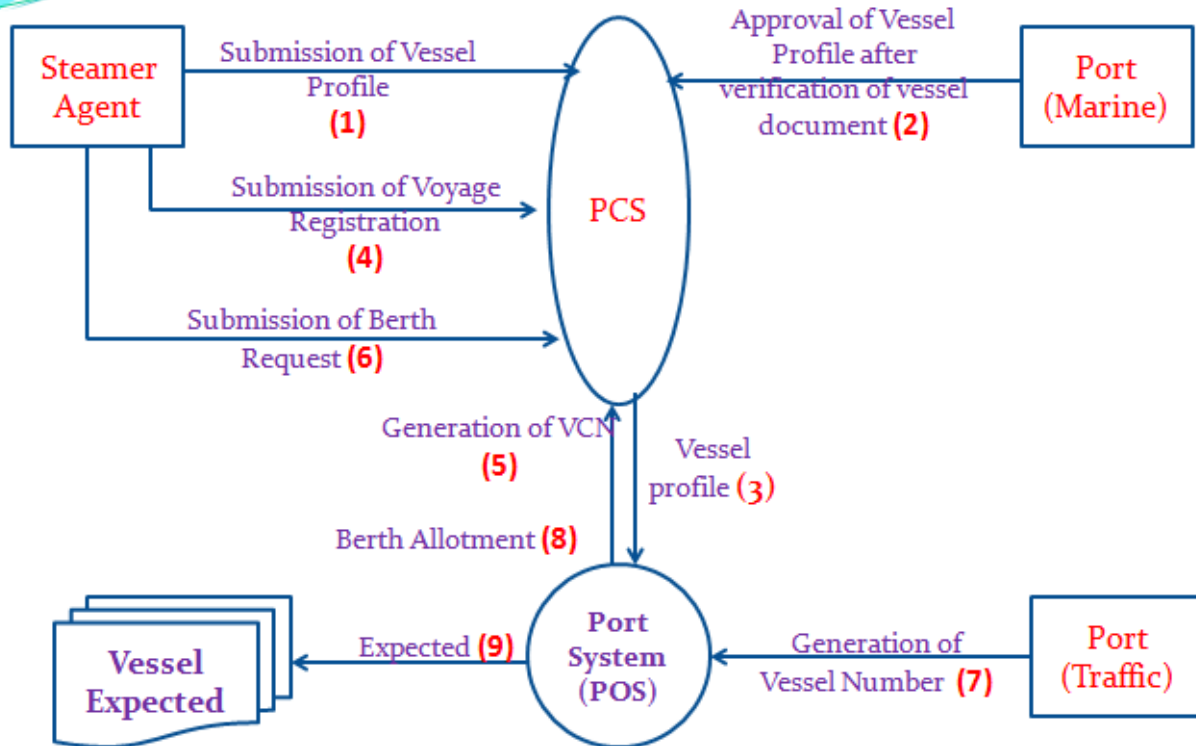 Steamer
Agent
Submission of Vessel
Profile
(1)
Approval of Vessel
Profile after
verification of vessel
document (2)
Port
(Marine)
Submission of Voyage
Registration
(4)
PCS
Submission of Berth
Request (6)
Generation of VCN
(5)
Vessel
profile (3)
Berth Allotment (8)
Vessel
Expected
Expected (9)
Port
System
(POS)
Generation of
Vessel Number (7)
Port
(Traffic)